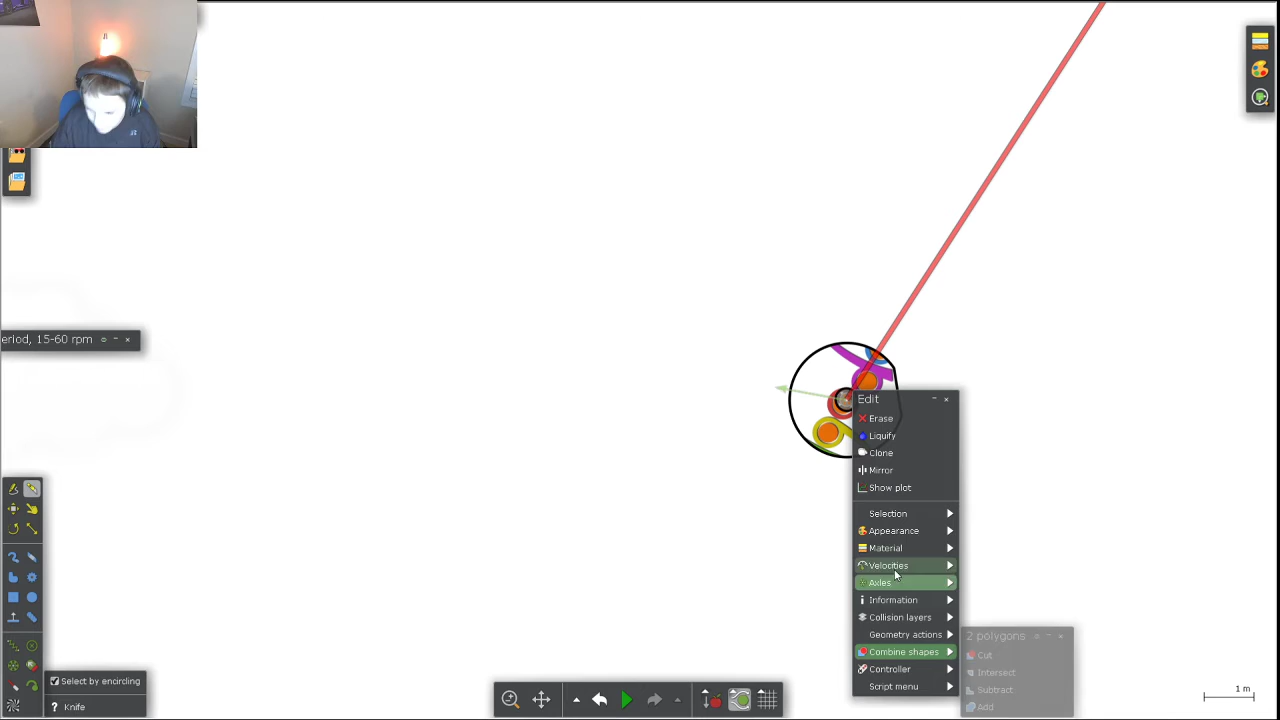 eriod, 15-60 rpm
Edit
Erase
Liquify
Clone
Mirror
Show plot
Selection
Appearance
Material
Velocities
Axles
Information
Collision layers
Geometry actions
Combine shapes
Controller
Script menu
2 polygons
Cut
Intersect
Subtract
Add
Select by encircling
? Knife
1 m